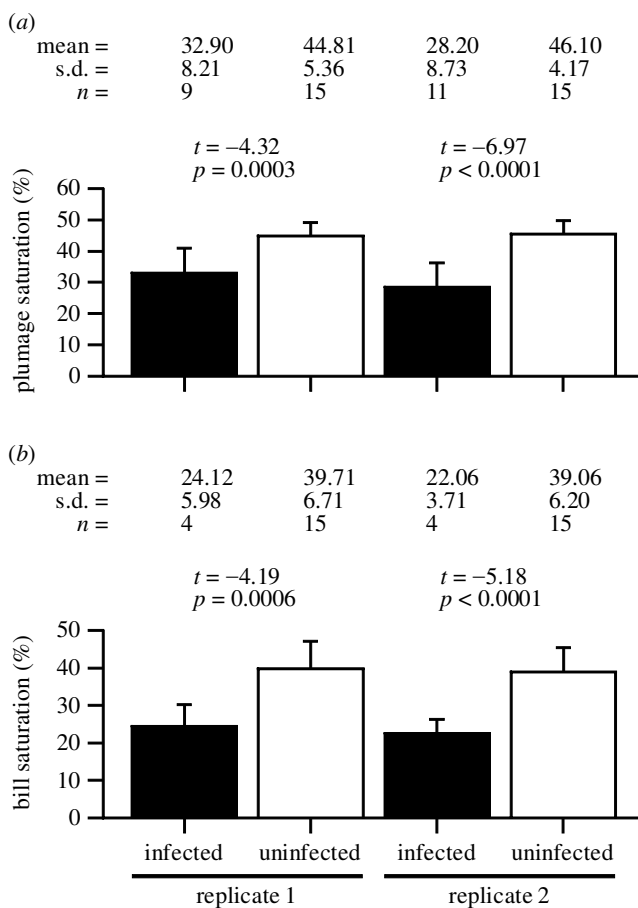 (a)
mean = 32.90 44.81 28.20 46.10
s.d. = 8.21 5.36 8.73 4.17
n = 9 15 11 15
t = –4.32 t = –6.97
p = 0.0003 p < 0.0001
60
50
40
30
20
10
0
plumage saturation (%)
(b)
mean = 24.12 39.71 22.06 39.06
s.d. = 5.98 6.71 3.71 6.20
n = 4 15 4 15
t = –4.19 t = –5.18
p = 0.0006 p < 0.0001
50
40
30
20
10
0
bill saturation (%)
infected uninfected infected uninfected
replicate 1 replicate 2